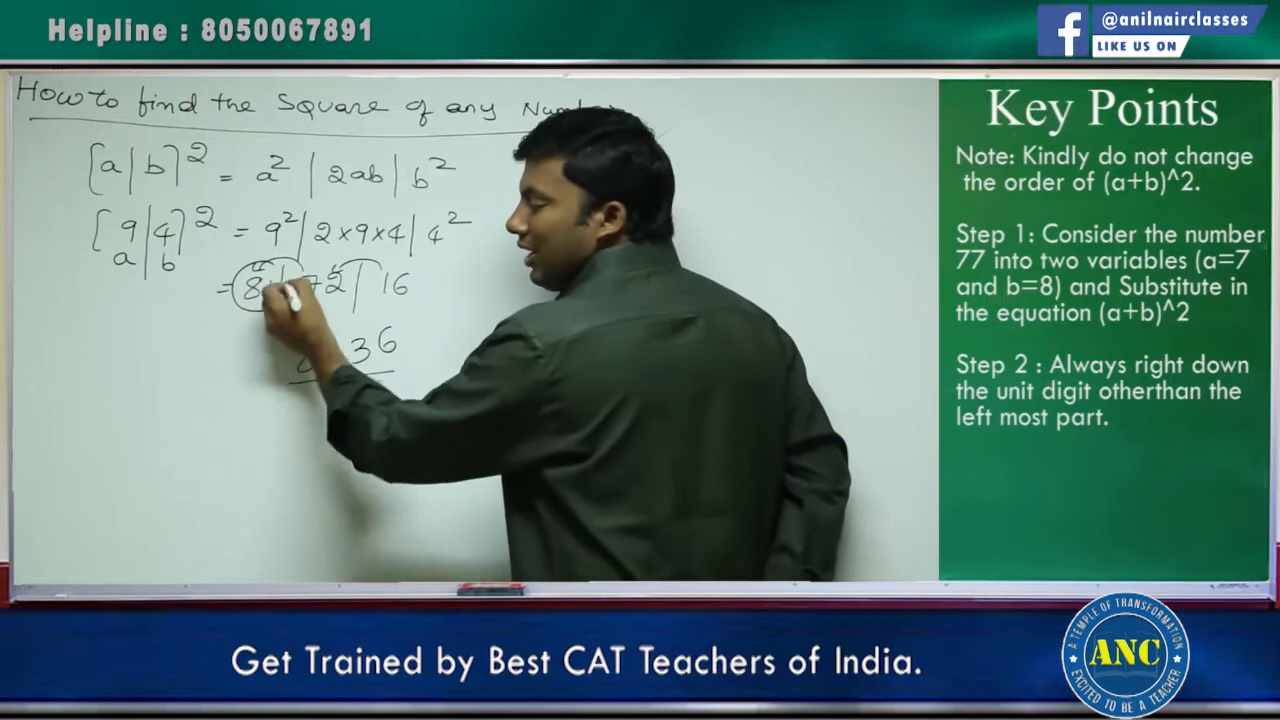 Helpline : 8050067891
f
@anilnairclasses
LIKE US ON
How to find the Square of any
[a|b]² = a² | 2ab | b²
[9|4]² = 9² | 2×9×4 | 4²
a | b
= 8 2 | 16
36
Key Points
Note: Kindly do not change
the order of (a+b)^2.
Step 1: Consider the number
77 into two variables (a=7
and b=8) and Substitute in
the equation (a+b)^2
Step 2 : Always right down
the unit digit otherthan the
left most part.
Get Trained by Best CAT Teachers of India.
A TEMPLE OF TRANSFORMATION
ANC
EXCITED TO BE A TEACHER